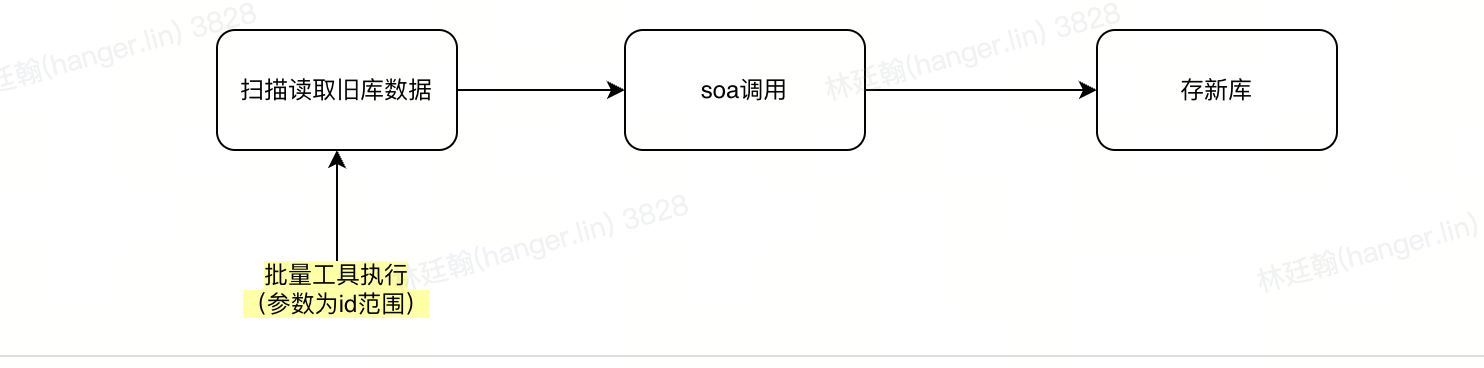 林廷翰(hanger.lin) 3828
林廷翰(hanger.lin) 3828
扫描读取旧库数据
soa调用
存新库
林廷翰(hanger.lin) 3828
林廷翰(hanger.lin)
批量工具执行
（参数为id范围）